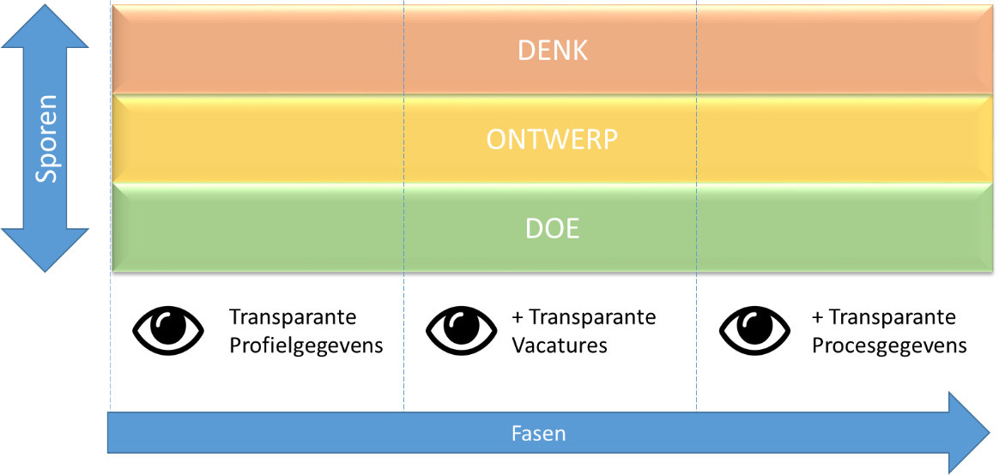 Sporen
DENK
ONTWERP
DOE
Transparante
Profielgegevens
+ Transparante
Vacatures
+ Transparante
Procesgegevens
Fasen